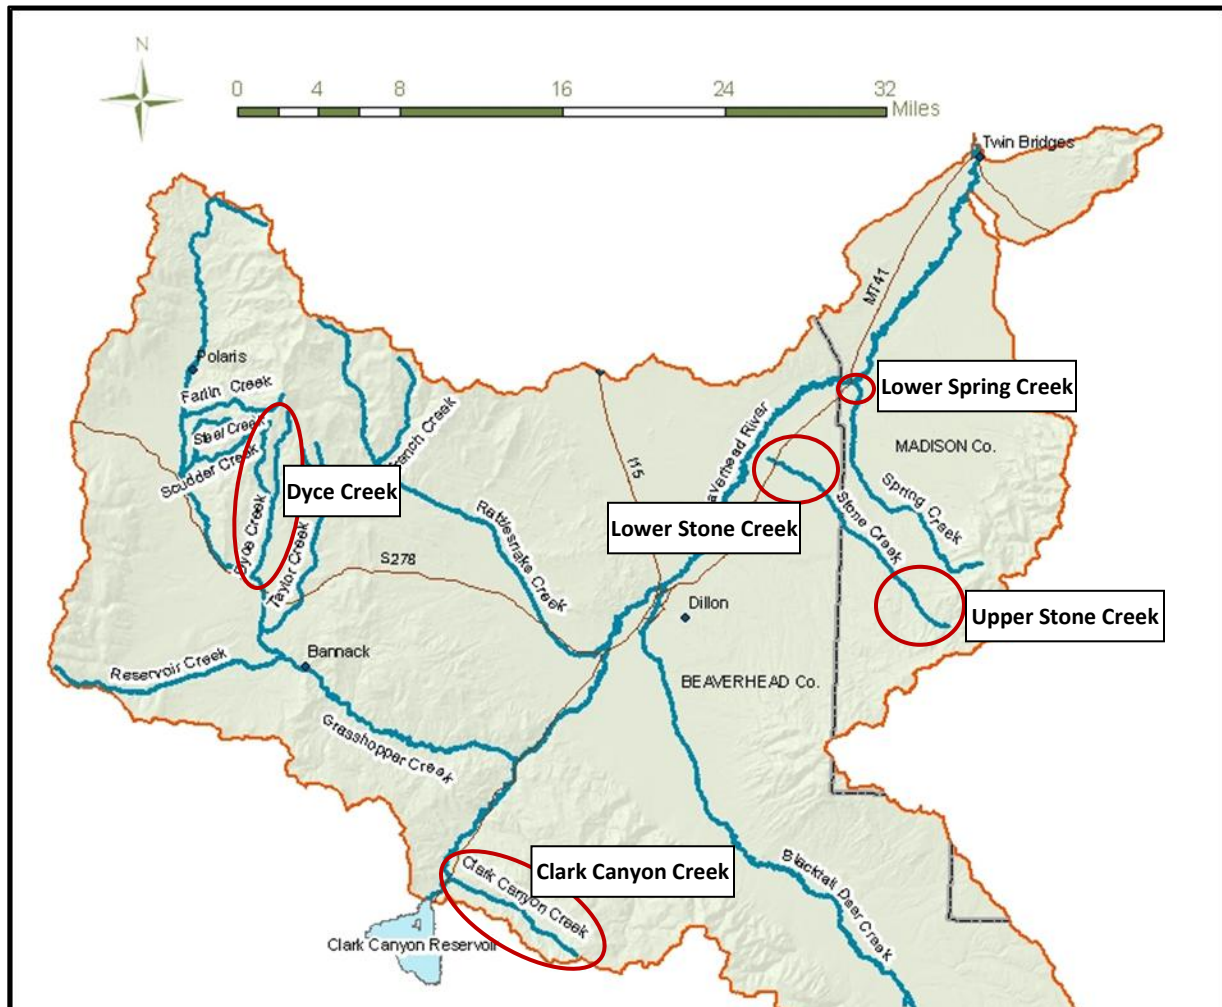 N
0 4 8 16 24 32
Miles
Twin Bridges
MT41
Polaris
Farlin Creek
Steel Creek
Scudder Creek
Dyce Creek
Dyce Creek
Taylor Creek
French Creek
Rattlesnake Creek
I15
S278
Beaverhead River
Lower Spring Creek
MADISON Co.
Lower Stone Creek
Stone Creek
Spring Creek
Upper Stone Creek
Dillon
BEAVERHEAD Co.
Bannack
Reservoir Creek
Grasshopper Creek
Clark Canyon Creek
Clark Canyon Creek
Clark Canyon Reservoir
Blacktail Deer Creek